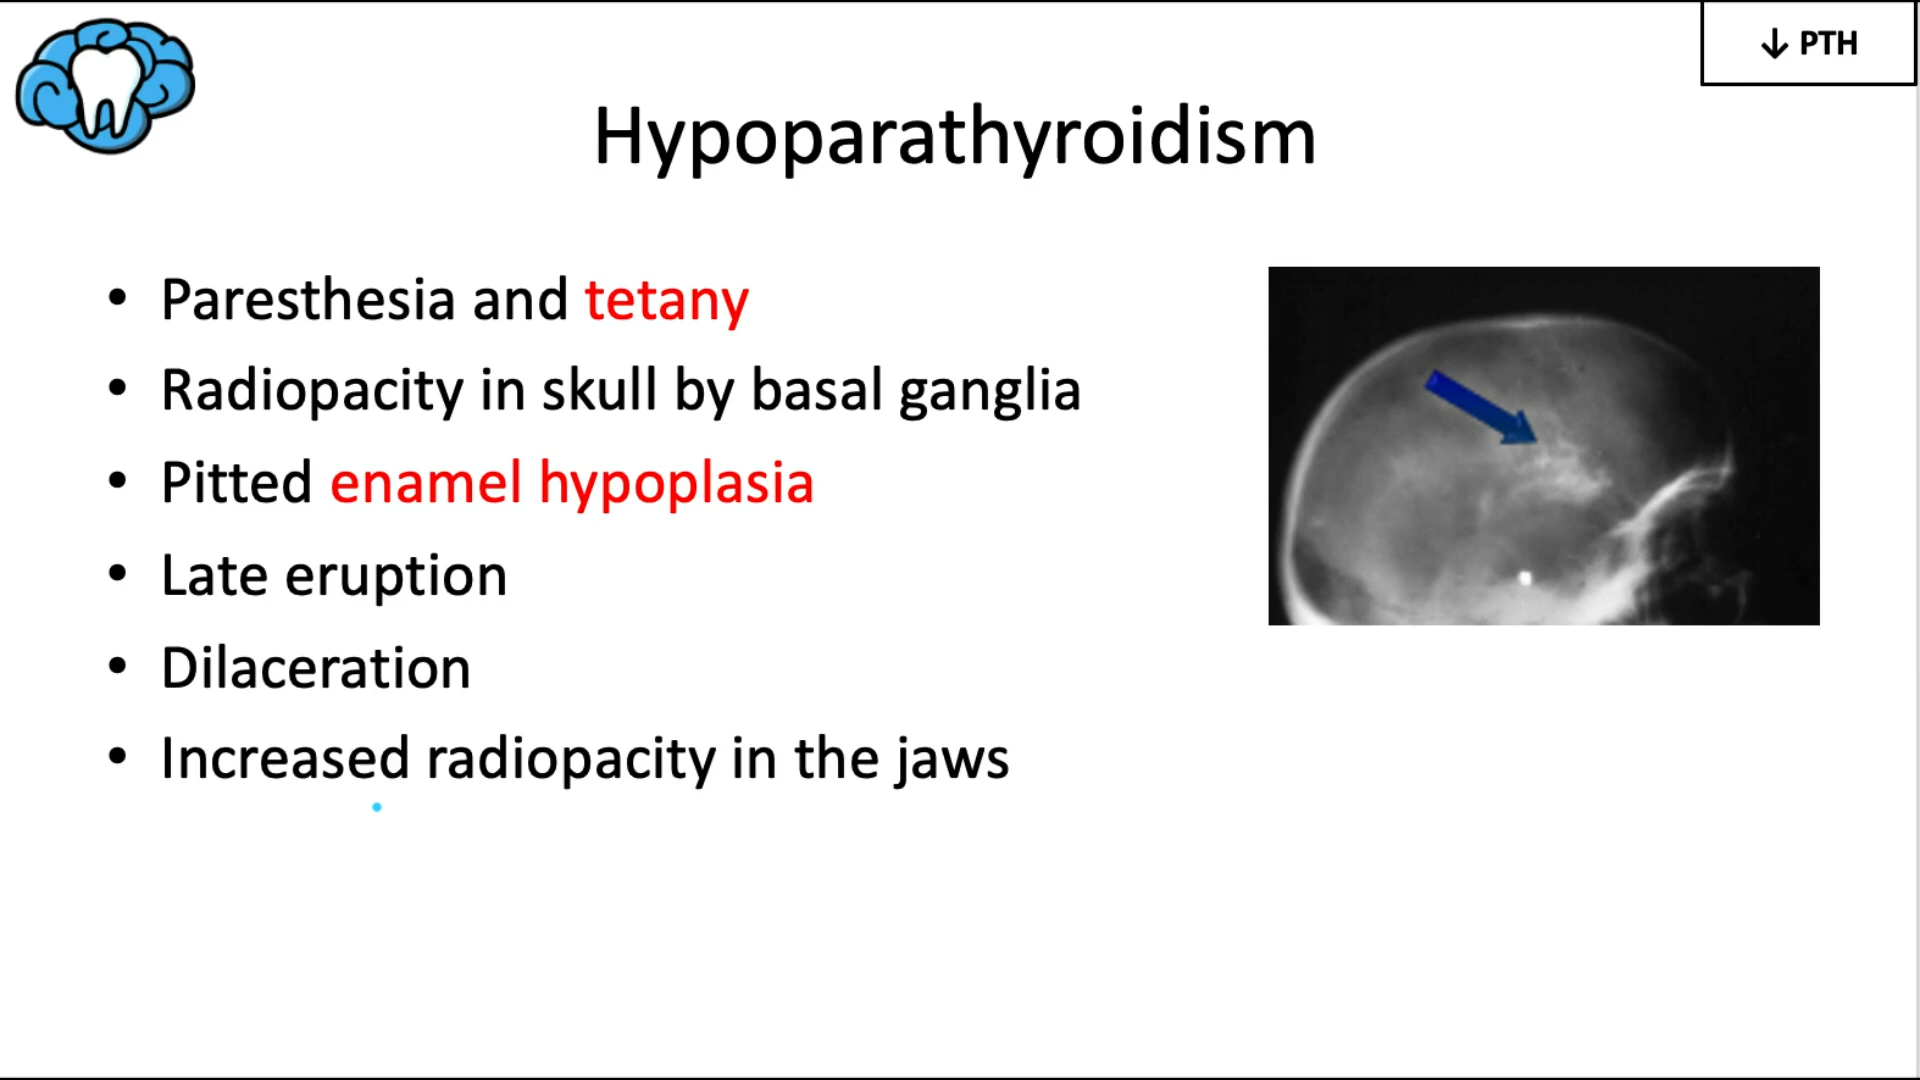 ↓ PTH
Hypoparathyroidism
• Paresthesia and tetany
• Radiopacity in skull by basal ganglia
• Pitted enamel hypoplasia
• Late eruption
• Dilaceration
• Increased radiopacity in the jaws